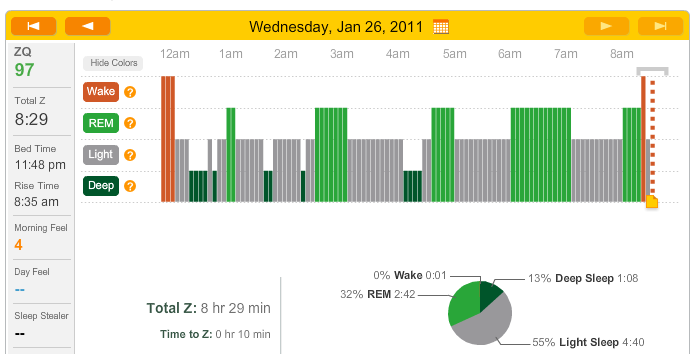 Wednesday, Jan 26, 2011
ZQ
97
Total Z
8:29
Bed Time
11:48 pm
Rise Time
8:35 am
Morning Feel
4
Day Feel
--
Sleep Stealer
--
Hide Colors
12am 1am 2am 3am 4am 5am 6am 7am 8am
Wake ?
REM ?
Light ?
Deep ?
Total Z: 8 hr 29 min
Time to Z: 0 hr 10 min
0% Wake 0:01
13% Deep Sleep 1:08
32% REM 2:42
55% Light Sleep 4:40